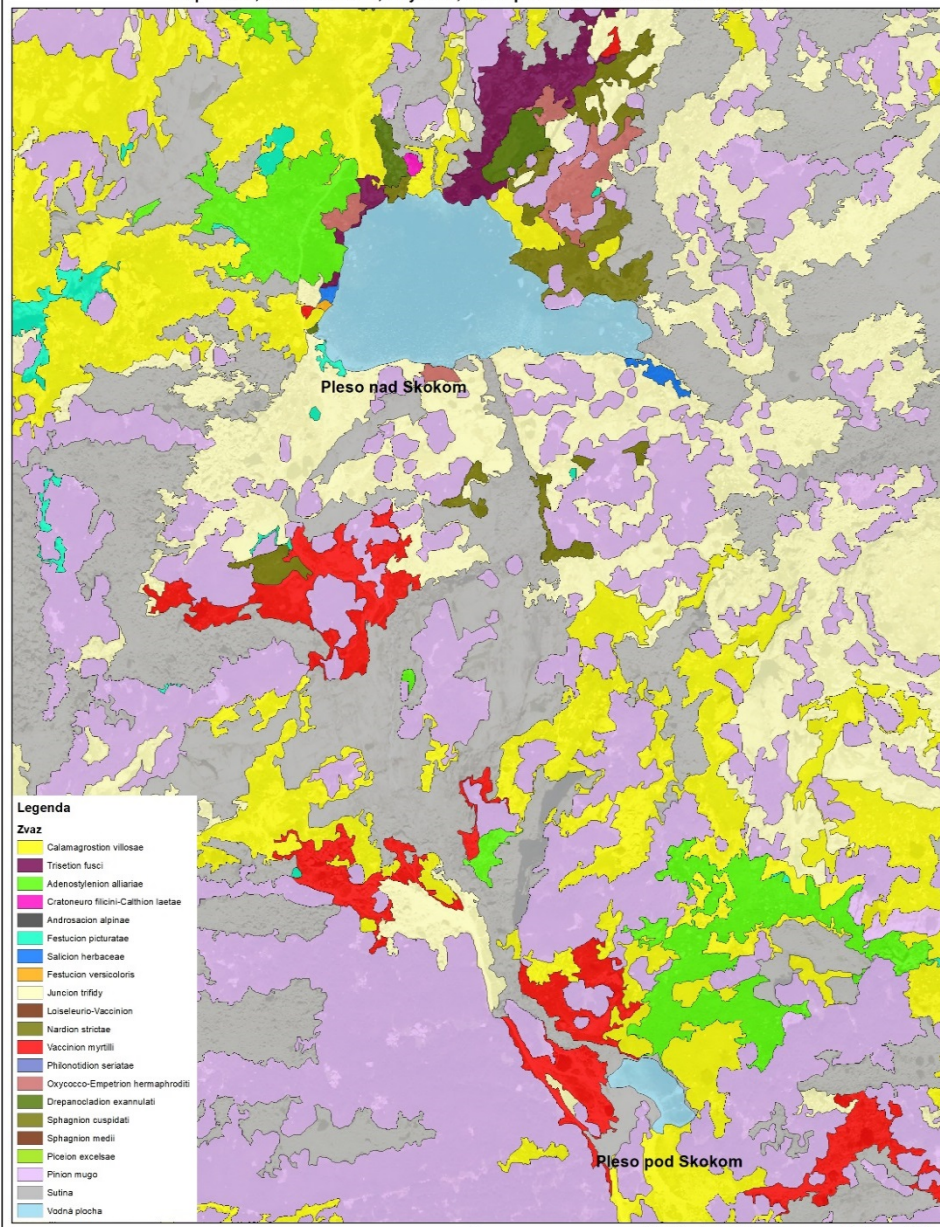 Pleso nad Skokom
Legenda
Zvaz
Calamagrostion villosae
Trisetion fusci
Adenostylenion alliariae
Cratoneuro filicini-Calthion laetae
Androsacion alpinae
Festucion picturatae
Salicion herbaceae
Festucion versicoloris
Juncion trifidy
Loiseleurio-Vaccinion
Nardion strictae
Vaccinion myrtilli
Philonotidion seriatae
Oxycocco-Empetrion hermaphroditi
Drepanocladion exannulati
Sphagnion cuspidati
Sphagnion medii
Piceion excelsae
Pinion mugo
Sutina
Vodná plocha
Pleso pod Skokom